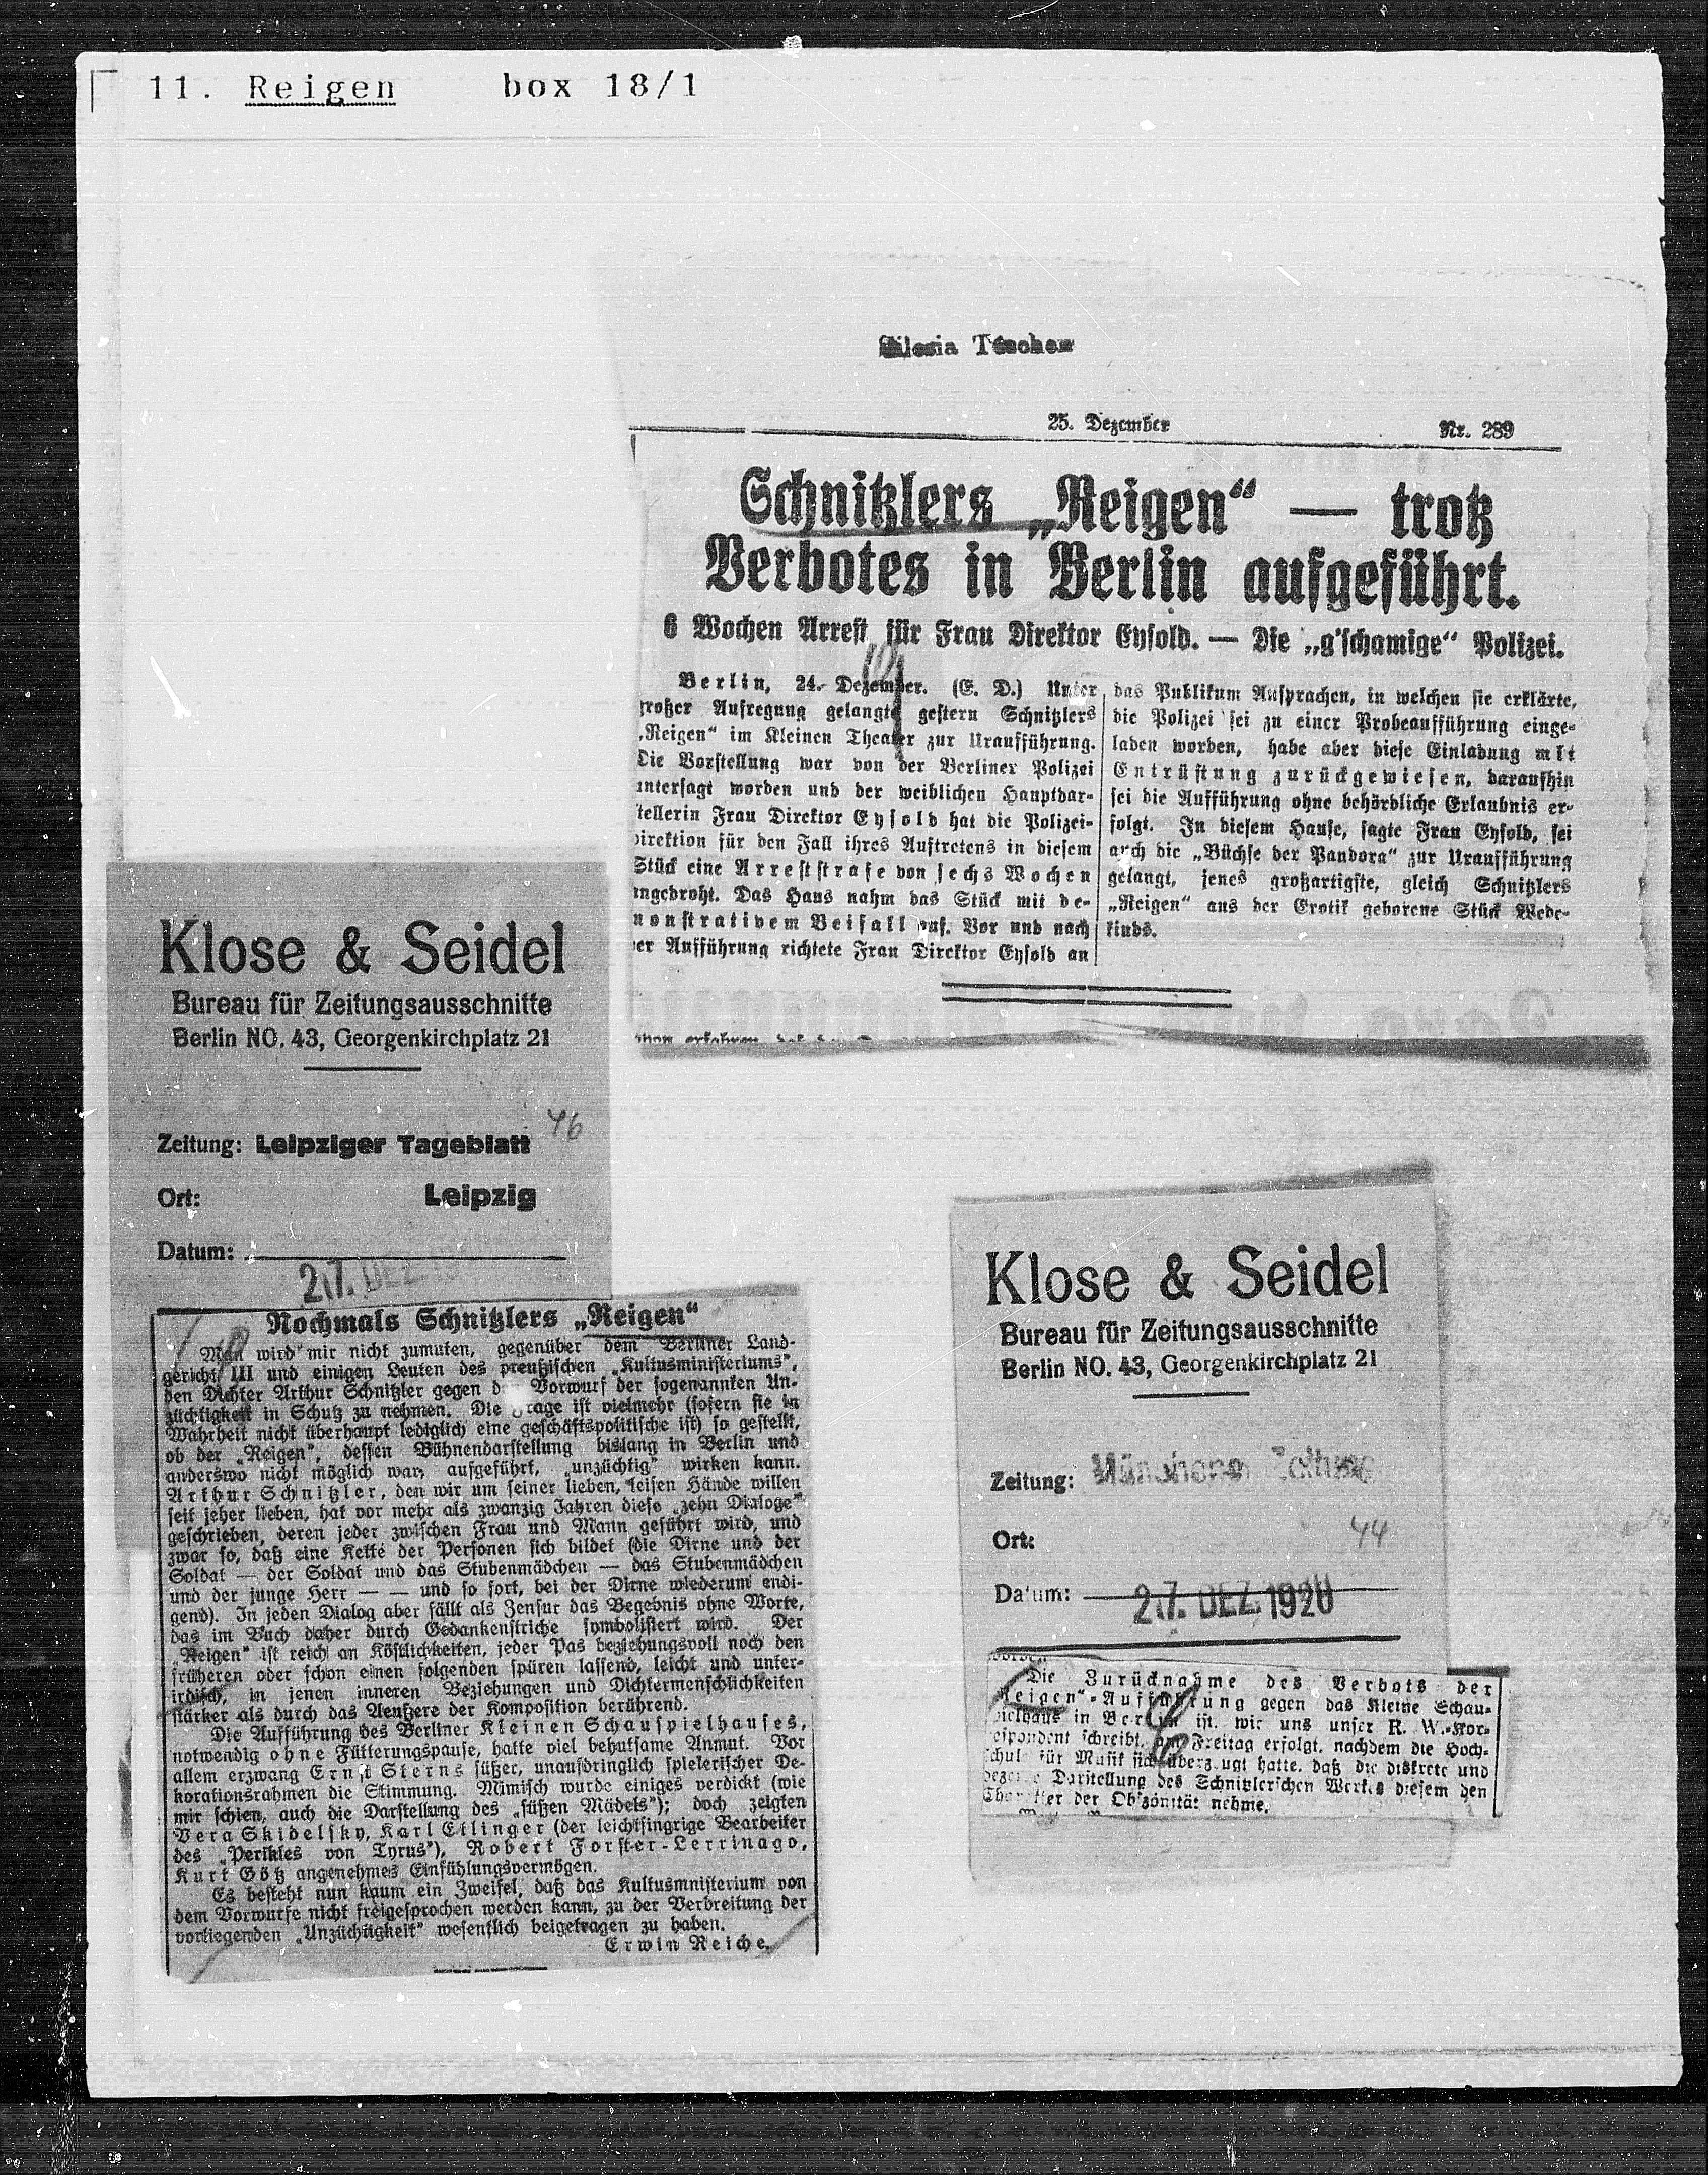 11. Reigen box 18/1
Silesia Teschen
25. Dezember Nr. 289
Schnitzlers „Reigen“ — trotz
Verbotes in Berlin aufgeführt.
6 Wochen Arrest für Frau Direktor Eysold. — Die „g'schamige“ Polizei.
Berlin, 24. Dezember. (E. D.) Unter
großer Aufregung gelangte gestern Schnitzlers
„Reigen“ im Kleinen Theater zur Uraufführung.
Die Vorstellung war von der Berliner Polizei
untersagt worden und der weiblichen Hauptdar-
tellerin Frau Direktor Eysold hat die Polizei-
direktion für den Fall ihres Auftretens in diesem
Stück eine Arreststrafe von sechs Wochen
angedroht. Das Haus nahm das Stück mit de-
monstrativem Beifall auf. Vor und nach
der Aufführung richtete Frau Direktor Eysold an
das Publikum Ansprachen, in welchen sie erklärte,
die Polizei sei zu einer Probeaufführung einge-
laden worden, habe aber diese Einladung mit
Entrüstung zurückgewiesen, daraufhin
sei die Aufführung ohne behördliche Erlaubnis er-
folgt. In diesem Hause, sagte Frau Eysold, sei
auch die „Büchse der Pandora“ zur Uraufführung
gelangt, jenes großartigste, gleich Schnitzlers
„Reigen“ aus der Erotik geborene Stück Wede-
kinds.
Klose & Seidel
Bureau für Zeitungsausschnitte
Berlin NO. 43, Georgenkirchplatz 21
46
Zeitung: Leipziger Tageblatt
Ort: Leipzig
Datum:
27. DEZ
Nochmals Schnitzlers „Reigen“
Man wird mir nicht zumuten, gegenüber dem Berliner Land-
gericht III und einigen Leuten des preußischen „Kultusministeriums“,
den Dichter Arthur Schnitzler gegen den Vorwurf der sogenannten Un-
züchtigkeit in Schutz zu nehmen. Die Frage ist vielmehr (sofern sie in
Wahrheit nicht überhaupt lediglich eine geschäftspolitische ist) so gestellt,
ob der „Reigen“, dessen Bühnendarstellung bislang in Berlin und
anderswo nicht möglich war, aufgeführt, „unzüchtig“ wirken kann.
Arthur Schnitzler, den wir um seiner lieben, leisen Hände willen
seit jeher lieben, hat vor mehr als zwanzig Jahren diese „zehn Dialoge“
geschrieben, deren jeder zwischen Frau und Mann geführt wird, und
zwar so, daß eine Kette der Personen sich bildet (die Dirne und der
Soldat — der Soldat und das Stubenmädchen — das Stubenmädchen
und der junge Herr — — und so fort, bei der Dirne wiederum endi-
gend). In jeden Dialog aber fällt als Zensur das Begebnis ohne Worte,
das im Buch daher durch Gedankenstriche symbolisiert wird. Der
„Reigen“ ist reich an Köstlichkeiten, jeder Pas beziehungsvoll noch den
früheren oder schon einen folgenden spüren lassend, leicht und unter-
irdisch, in jenen inneren Beziehungen und Dichtermenschlichkeiten
stärker als durch das Aeußere der Komposition berührend.
Die Aufführung des Berliner Kleinen Schauspielhauses,
notwendig ohne Fütterungspause, hatte viel behutsame Anmut. Vor
allem erzwang Ernst Sterns süßer, unaufdringlich spielerischer De-
korationsrahmen die Stimmung. Mimisch wurde einiges verdickt (wie
mir schien, auch die Darstellung des „süßen Mädels“); doch zeigten
Vera Skidelsky, Karl Etlinger (der leichtfingrige Bearbeiter
des „Perikles von Tyrus“), Robert Forster-Lerrinago,
Kurt Götz angenehmes Einfühlungsvermögen.
Es besteht nun kaum ein Zweifel, daß das Kultusmnisterium von
dem Vorwurfe nicht freigesprochen werden kann, zu der Verbreitung der
vorliegenden „Unzüchtigkeit“ wesentlich beigetragen zu haben.
Erwin Reiche.
Klose & Seidel
Bureau für Zeitungsausschnitte
Berlin NO. 43, Georgenkirchplatz 21
Zeitung: Münchener Zeitung
Ort: 44
Datum: 27. DEZ. 1920
Die Zurücknahme des Verbots der
„Reigen“-Aufführung gegen das Kleine Schau-
spielhaus in Berlin ist, wie uns unser R. W.-Kor-
respondent schreibt, am Freitag erfolgt, nachdem die Hoch-
schule für Musik sich überzeugt hatte, daß die diskrete und
dezente Darstellung des Schnitzlerschen Werkes diesem den
Charakter der Obszönität nehme.